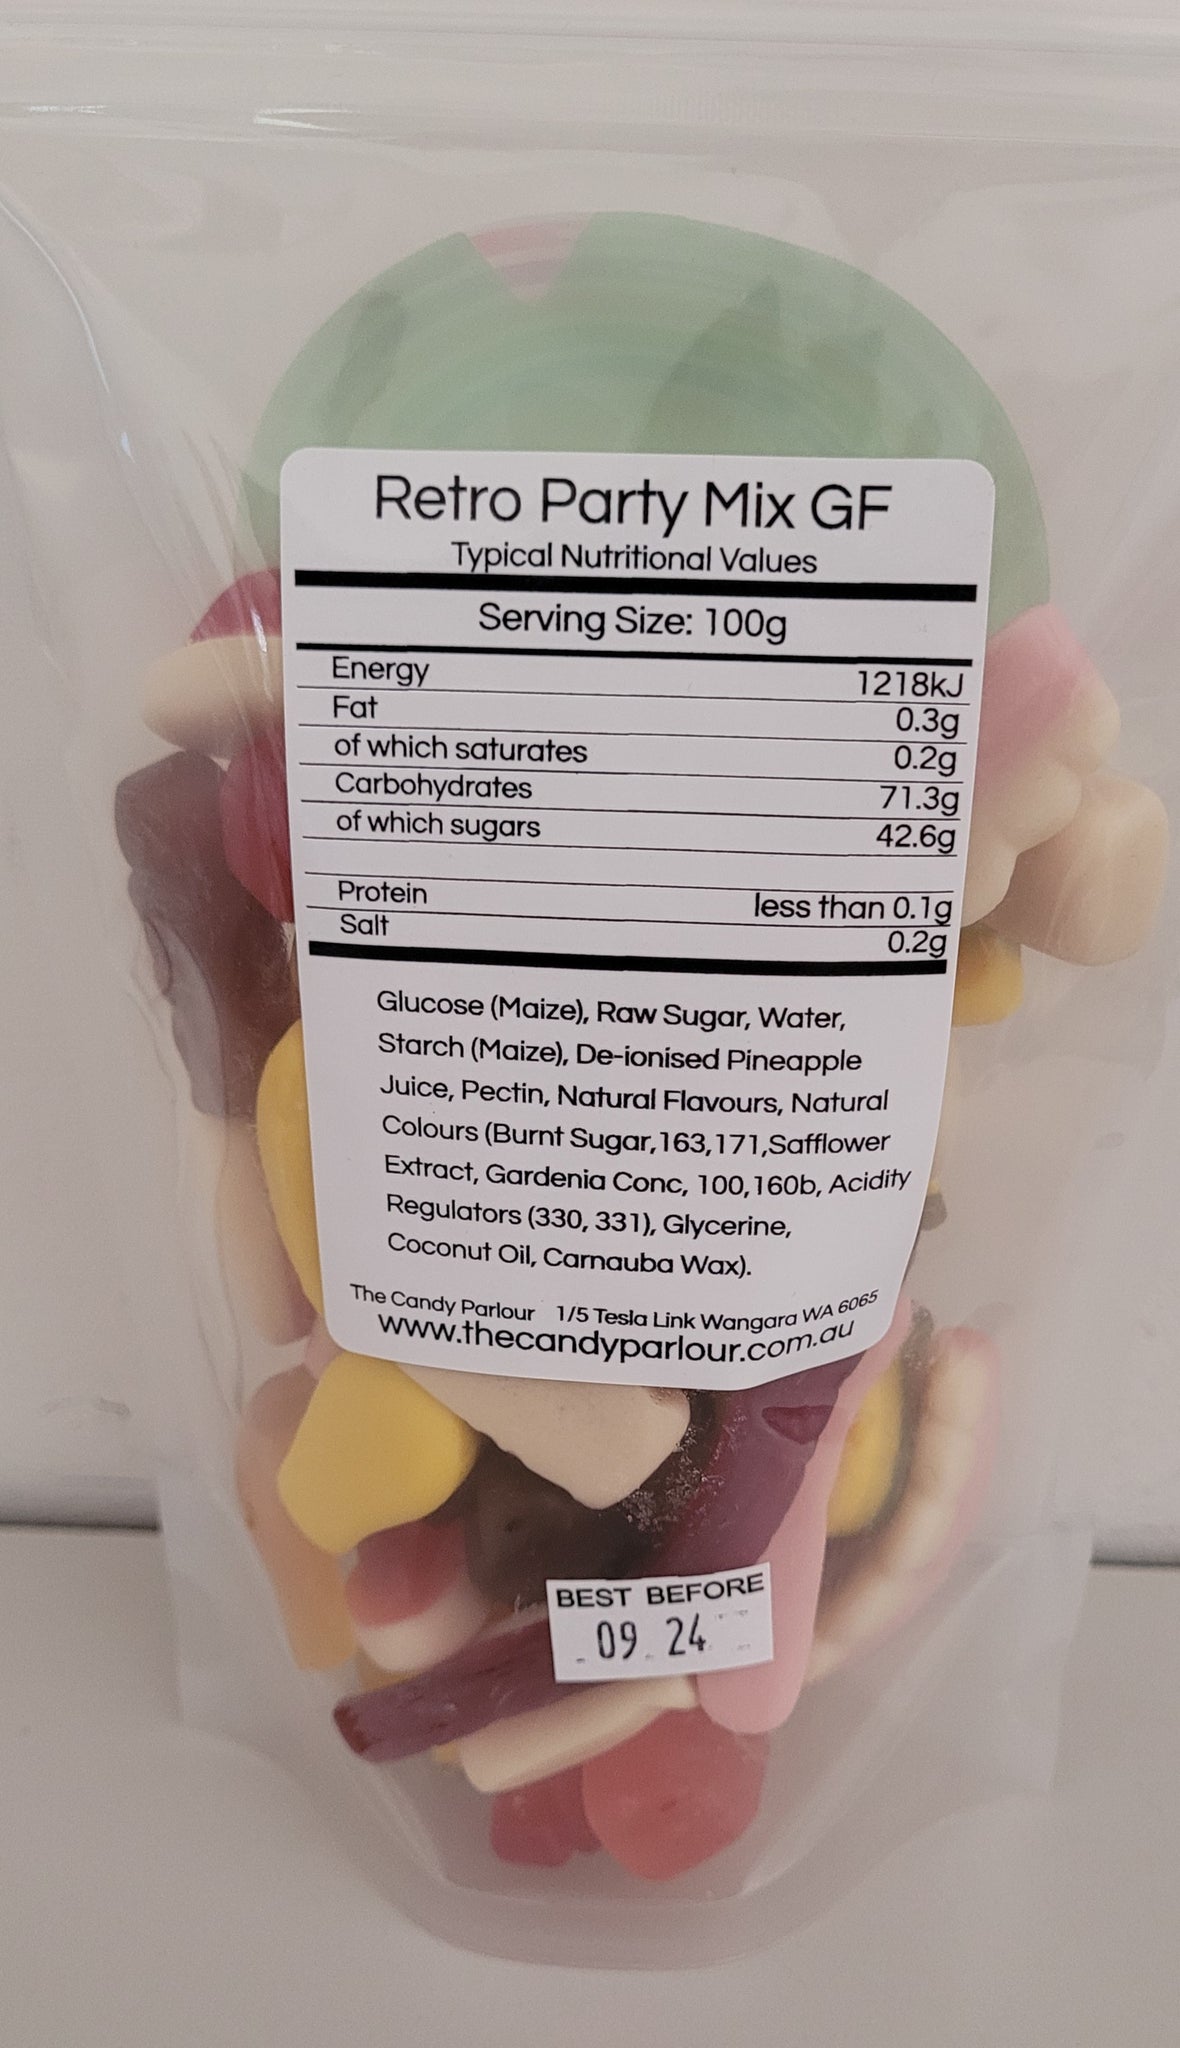 Retro Party Mix GF
Typical Nutritional Values
Serving Size: 100g
Energy 1218kJ
Fat 0.3g
of which saturates 0.2g
Carbohydrates 71.3g
of which sugars 42.6g
Protein less than 0.1g
Salt 0.2g
Glucose (Maize), Raw Sugar, Water,
Starch (Maize), De-ionised Pineapple
Juice, Pectin, Natural Flavours, Natural
Colours (Burnt Sugar,163,171,Safflower
Extract, Gardenia Conc, 100,160b, Acidity
Regulators (330, 331), Glycerine,
Coconut Oil, Carnauba Wax).
The Candy Parlour 1/5 Tesla Link Wangara WA 6065
www.thecandyparlour.com.au
BEST BEFORE
09 24